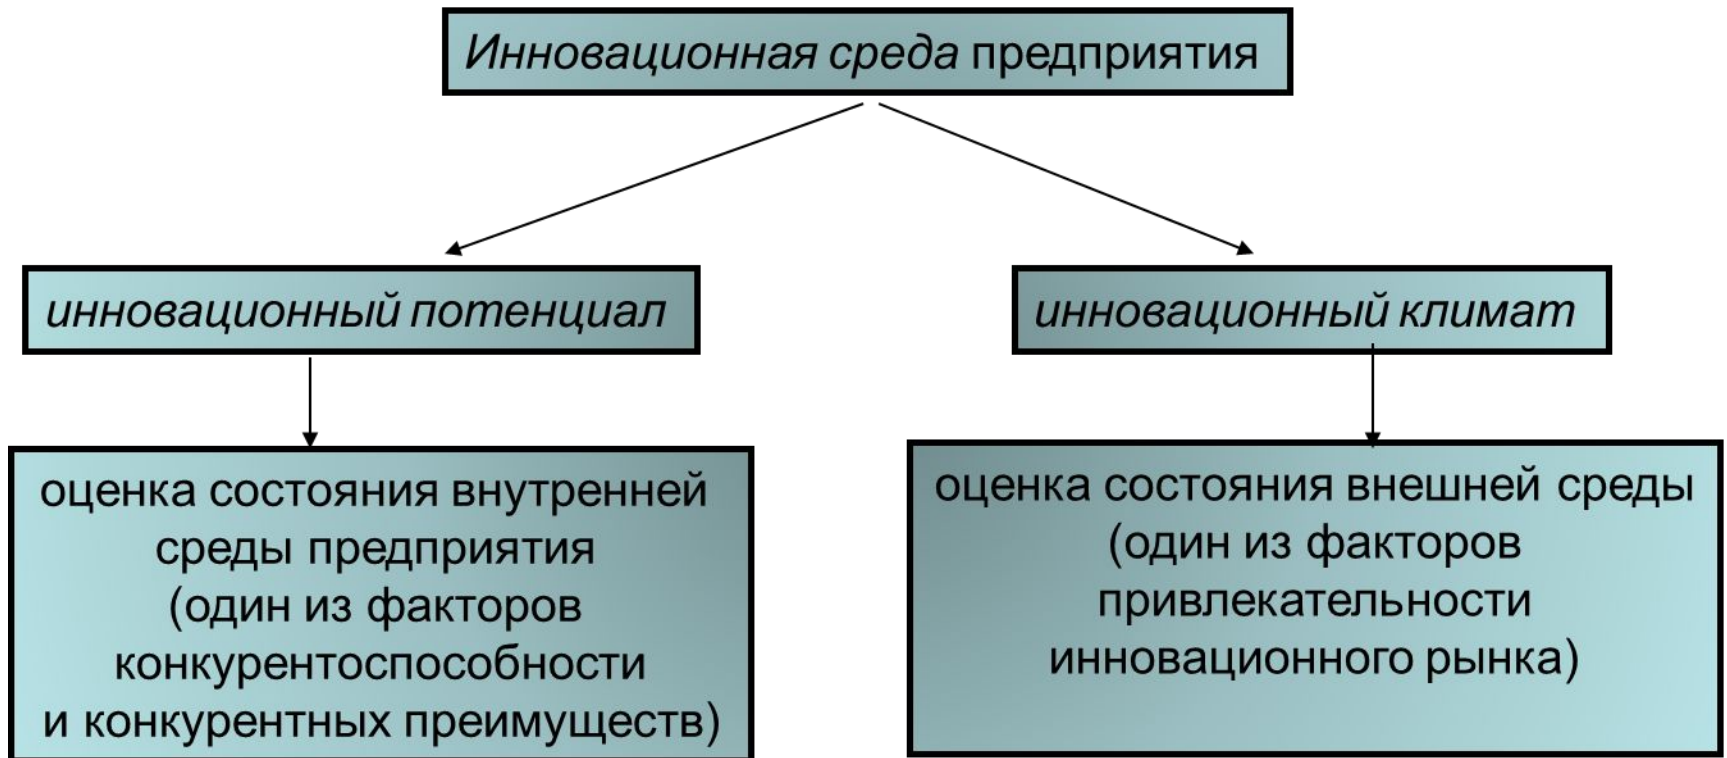 Инновационная среда предприятия
инновационный потенциал
инновационный климат
оценка состояния внутренней
среды предприятия
(один из факторов
конкурентоспособности
и конкурентных преимуществ)
оценка состояния внешней среды
(один из факторов
привлекательности
инновационного рынка)